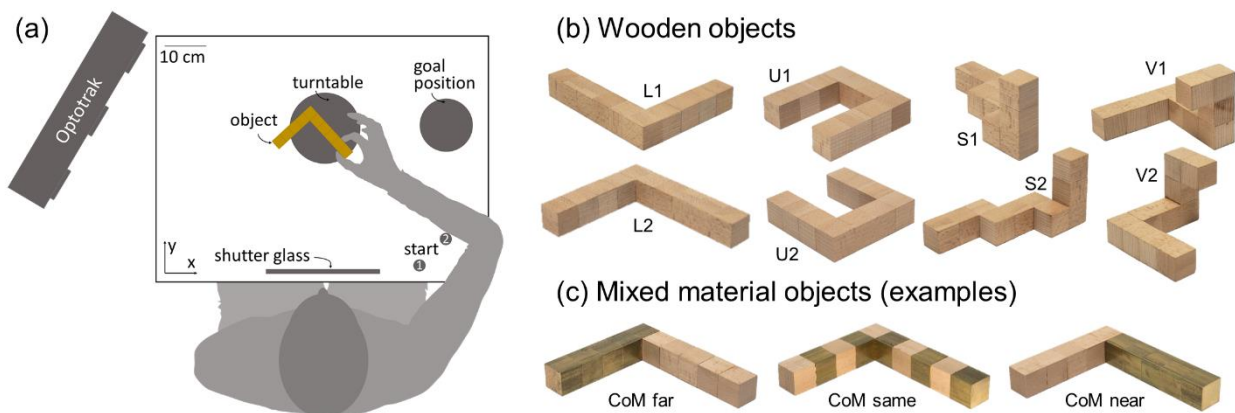 (a)
Optotrak
10 cm
turntable
goal
position
object
y
x
shutter glass
start
2
1
(b) Wooden objects
L1
U1
S1
V1
L2
U2
S2
V2
(c) Mixed material objects (examples)
CoM far
CoM same
CoM near